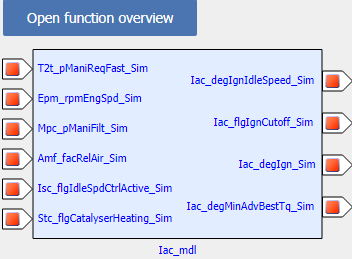 Open function overview
T2t_pManiReqFast_Sim
Epm_rpmEngSpd_Sim
Mpc_pManiFilt_Sim
Amf_facRelAir_Sim
Isc_flgIdleSpdCtrlActive_Sim
Stc_flgCatalyserHeating_Sim
Iac_degIgnIdleSpeed_Sim
Iac_flgIgnCutoff_Sim
Iac_degIgn_Sim
Iac_degMinAdvBestTq_Sim
Iac_mdl